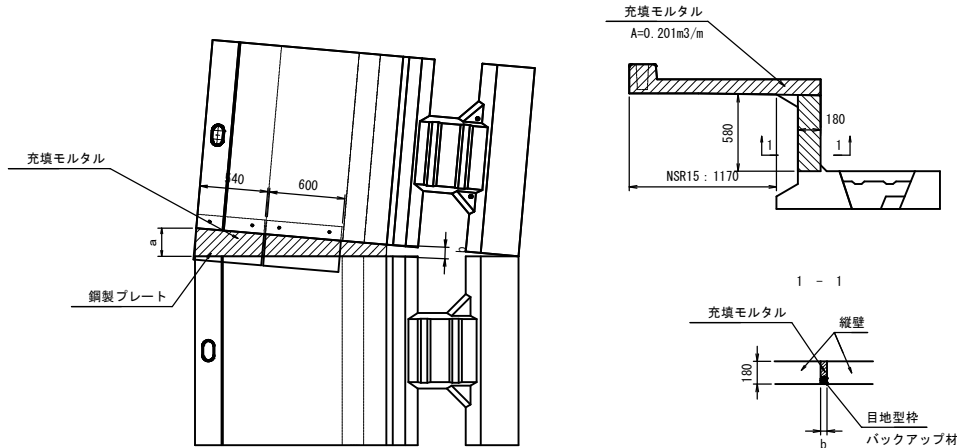 充填モルタル
540
600
a
b
鋼製プレート
充填モルタル
A=0.201m3/m
180
580
1
1
NSR15：1170
1 - 1
充填モルタル
縦壁
180
目地型枠
バックアップ材
b